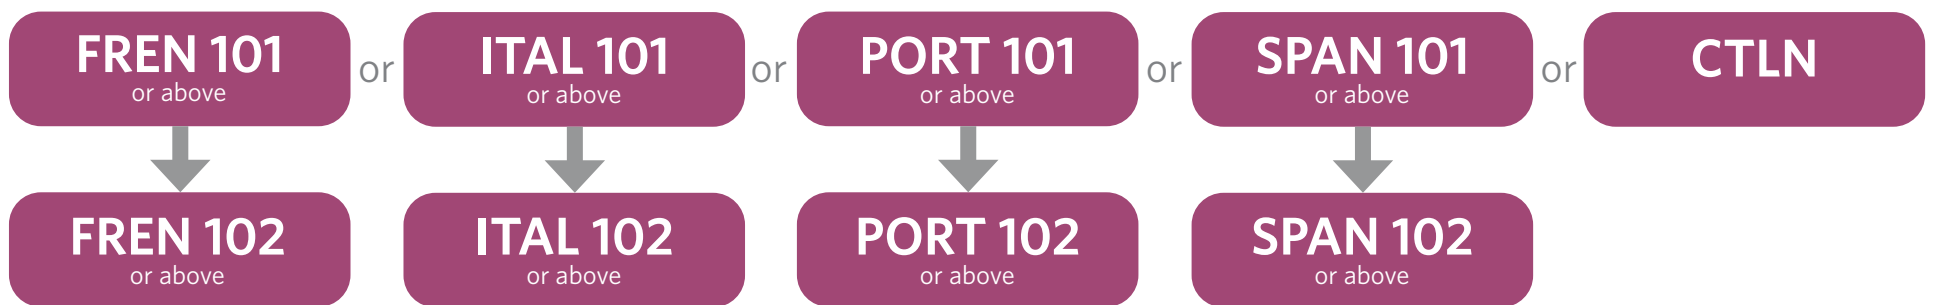 FREN 101
or above
or
ITAL 101
or above
or
PORT 101
or above
or
SPAN 101
or above
or
CTLN
FREN 102
or above
ITAL 102
or above
PORT 102
or above
SPAN 102
or above